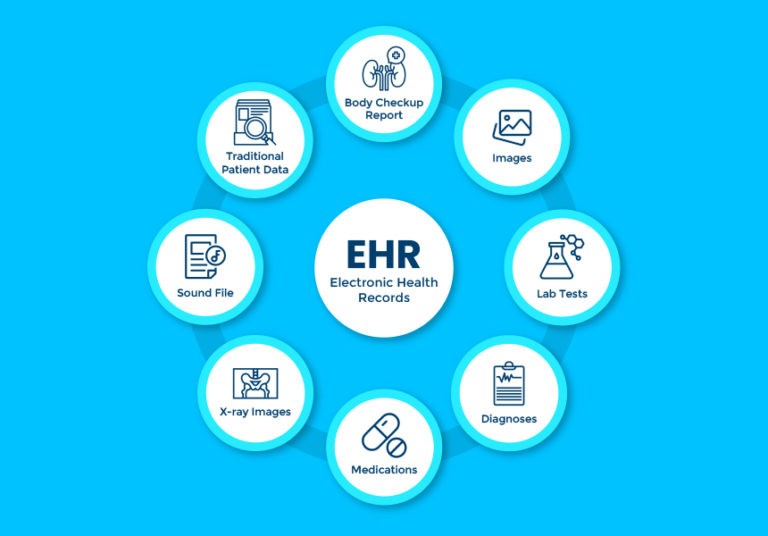 Body Checkup
Report
Traditional
Patient Data
Images
EHR
Electronic Health
Records
Sound File
Lab Tests
X-ray Images
Diagnoses
Medications